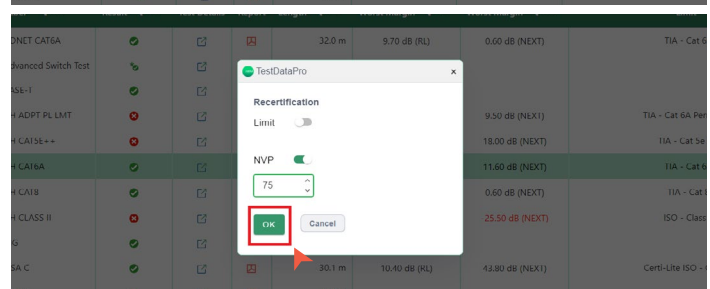 ONET CAT6A 32.0 m 9.70 dB (RL) 0.60 dB (NEXT) TIA - Cat 6
dvanced Switch Test
TestDataPro x
ASE-T
Recertification
H ADPT PL LMT 9.50 dB (NEXT) TIA - Cat 6A Per
Limit
H CAT5E++ 18.00 dB (NEXT) TIA - Cat 5e
NVP
H CAT6A 11.60 dB (NEXT) TIA - Cat 6
75
H CAT8 0.60 dB (NEXT) TIA - Cat
H CLASS II 25.50 dB (NEXT) ISO - Class
OK Cancel
G
SA C 30.1 m 10.40 dB (RL) 43.80 dB (NEXT) Certi-Lite ISO -